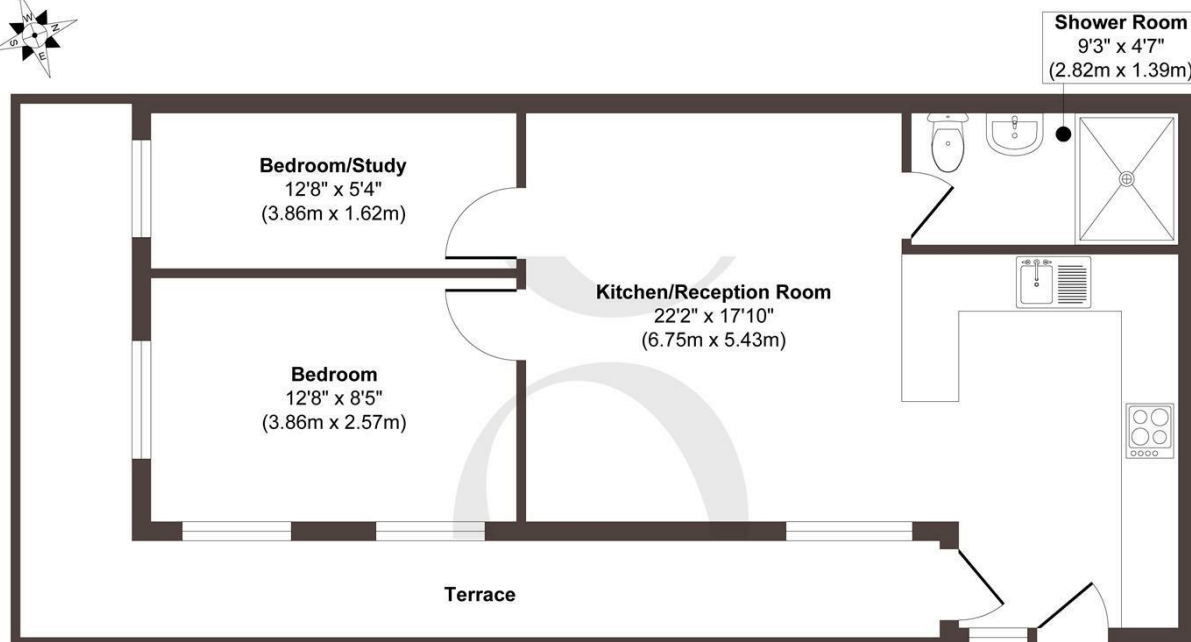 W
N
S
E
Shower Room
9'3" x 4'7"
(2.82m x 1.39m)
Bedroom/Study
12'8" x 5'4"
(3.86m x 1.62m)
Kitchen/Reception Room
22'2" x 17'10"
(6.75m x 5.43m)
Bedroom
12'8" x 8'5"
(3.86m x 2.57m)
Terrace